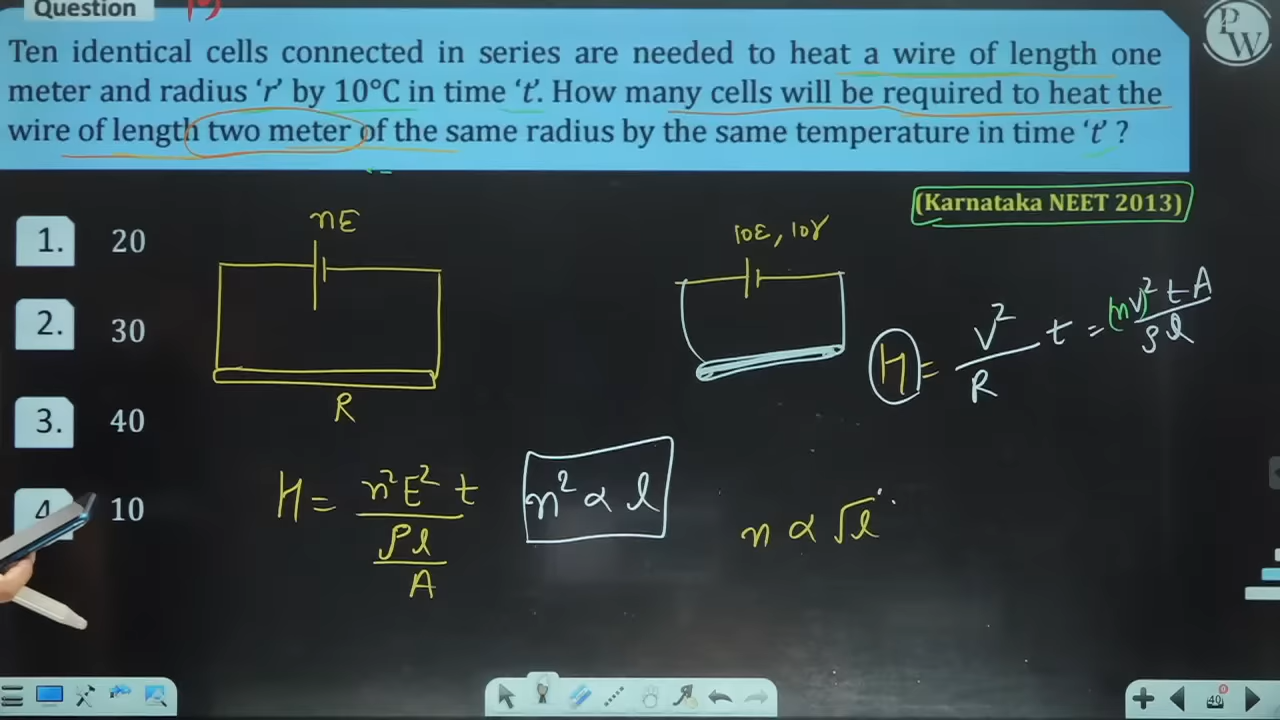 Question
Ten identical cells connected in series are needed to heat a wire of length one
meter and radius ‘r’ by 10°C in time ‘t’. How many cells will be required to heat the
wire of length two meter of the same radius by the same temperature in time ‘t’ ?
(Karnataka NEET 2013)
1. 20
2. 30
3. 40
4. 10
nE
R
10E, 10r
H = V² / R t = (nV)² t A / ρl
H = n²E² t / (ρl / A)
n² ∝ l
n ∝ √l
P W
40